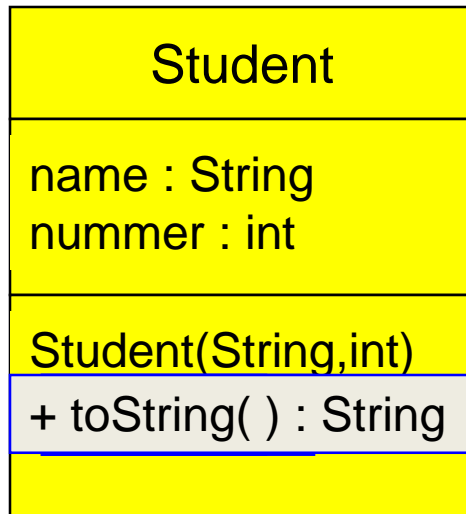 Student
name : String
nummer : int
Student(String,int)
+ toString( ) : String